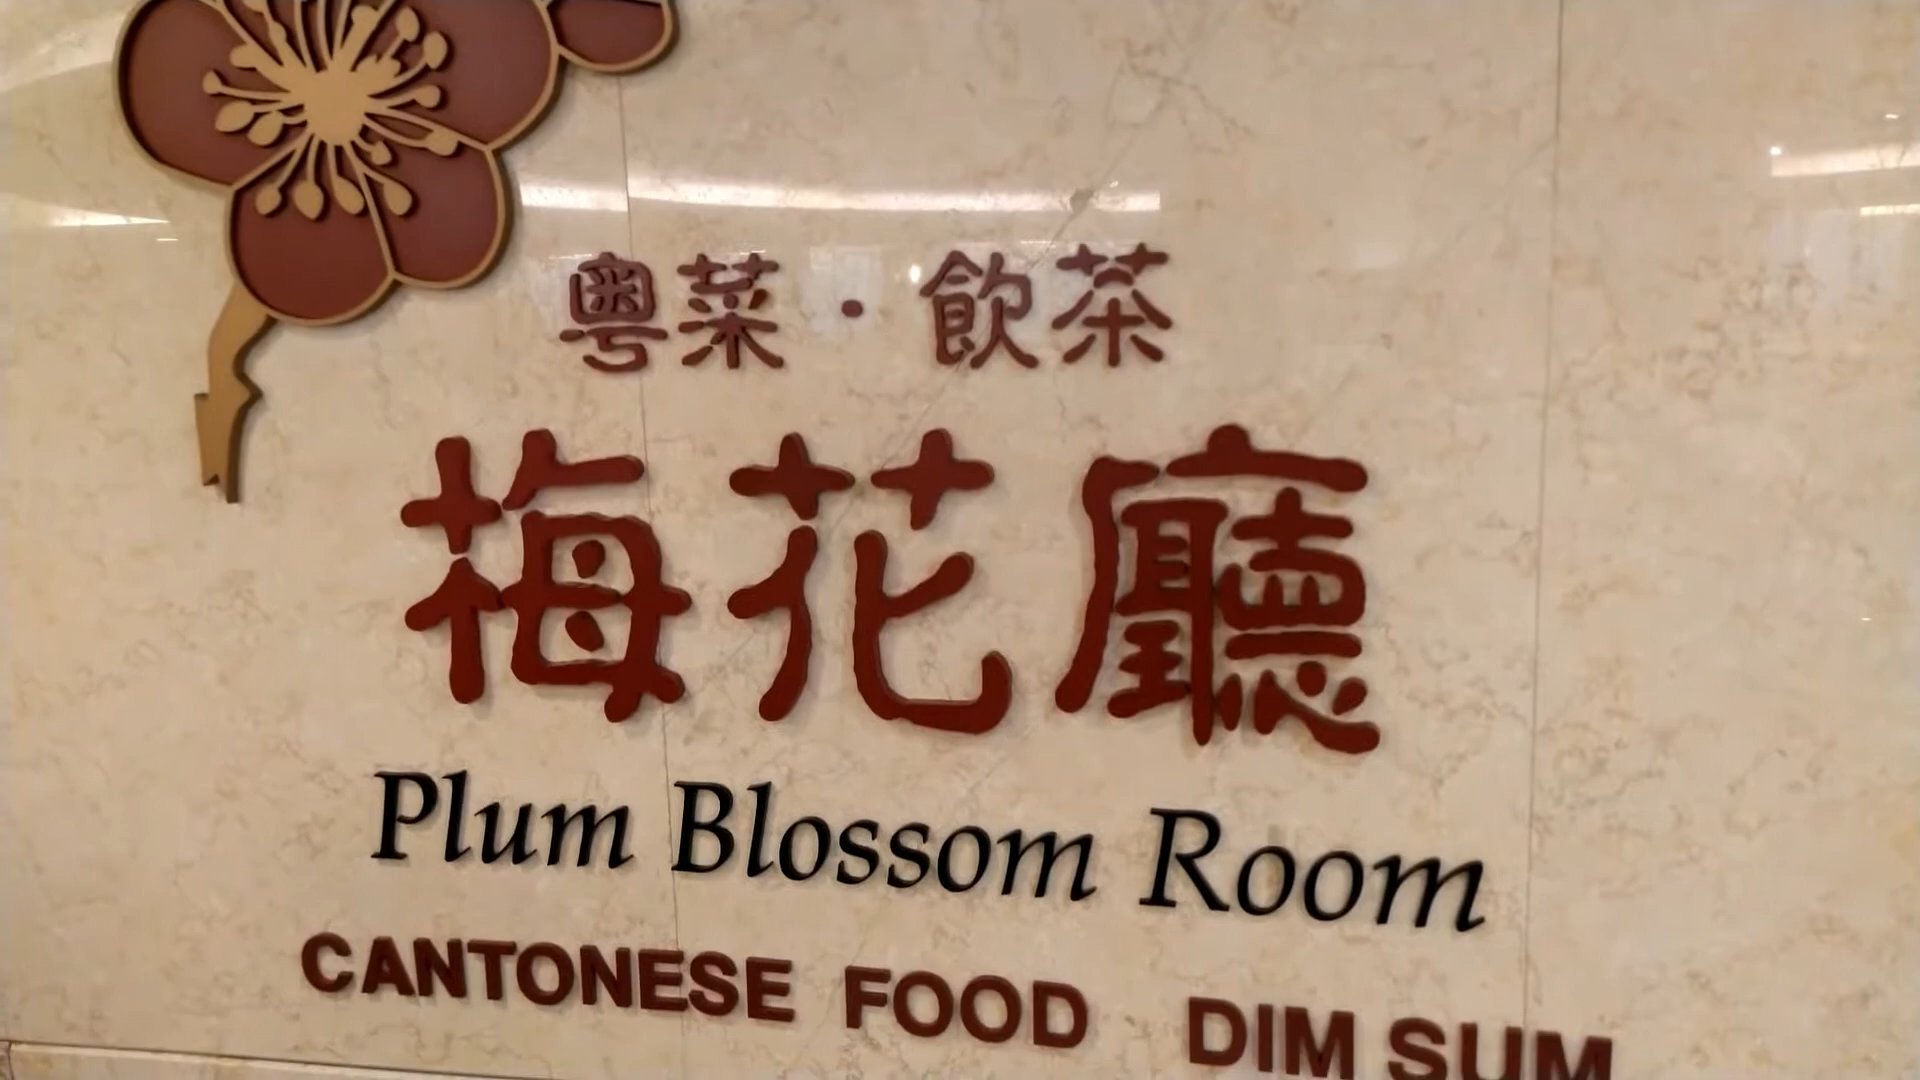 粵菜·飲茶
梅花廳
Plum Blossom Room
CANTONESE FOOD DIM SUM